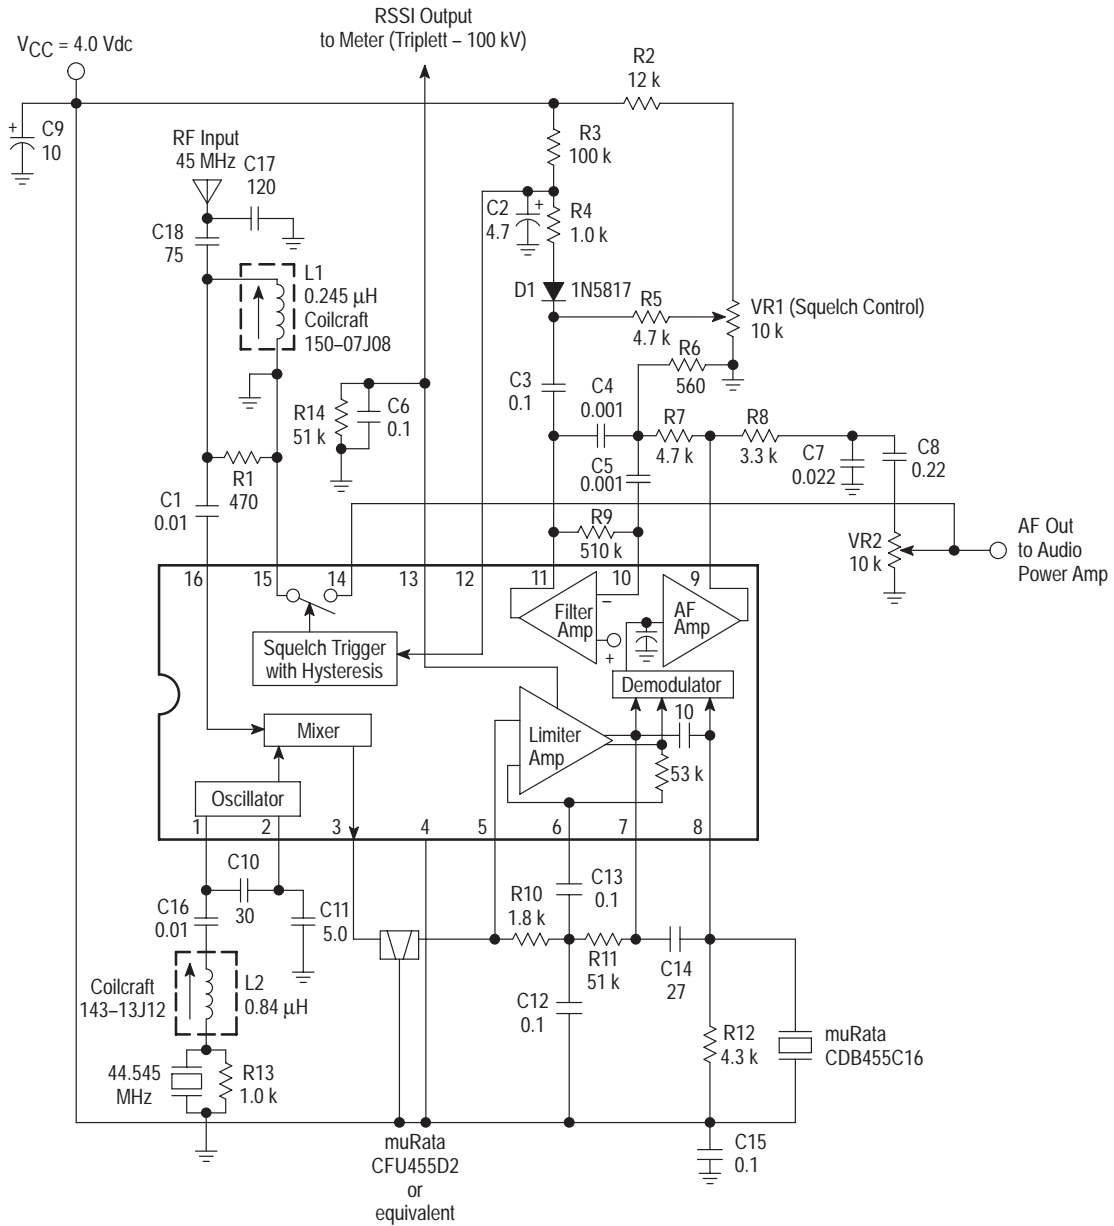 RSSI Output
to Meter (Triplett – 100 kV)
VCC = 4.0 Vdc
R2
12 k
+
C9
10
RF Input
45 MHz
C17
120
R3
100 k
C2
4.7
+
R4
1.0 k
C18
75
L1
0.245 µH
Coilcraft
150–07J08
D1
1N5817
R5
4.7 k
VR1 (Squelch Control)
10 k
R6
560
C3
0.1
C4
0.001
R14
51 k
C6
0.1
R7
4.7 k
R8
3.3 k
C7
0.022
C8
0.22
R1
470
C1
0.01
C5
0.001
R9
510 k
VR2
10 k
AF Out
to Audio
Power Amp
16
15
14
13
12
11
10
9
Filter
Amp
–
+
AF
Amp
Squelch Trigger
with Hysteresis
Demodulator
10
Mixer
Limiter
Amp
53 k
Oscillator
1
2
3
4
5
6
7
8
C10
30
C16
0.01
C11
5.0
C13
0.1
R10
1.8 k
R11
51 k
C14
27
Coilcraft
143–13J12
L2
0.84 µH
C12
0.1
R12
4.3 k
muRata
CDB455C16
44.545
MHz
R13
1.0 k
muRata
CFU455D2
or
equivalent
C15
0.1